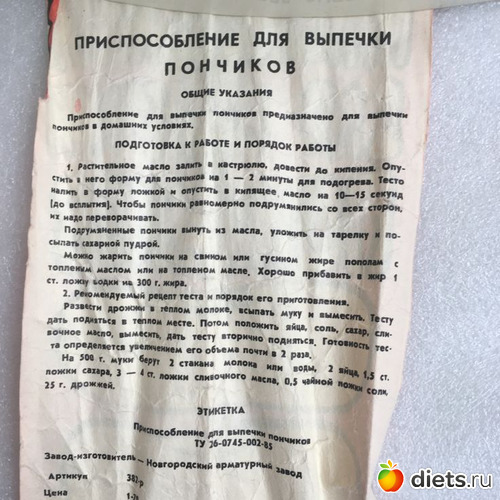 ПРИСПОСОБЛЕНИЕ ДЛЯ ВЫПЕЧКИ
ПОНЧИКОВ
ОБЩИЕ УКАЗАНИЯ
Приспособление для выпечки пончиков предназначено для выпечки
пончиков в домашних условиях.
ПОДГОТОВКА К РАБОТЕ И ПОРЯДОК РАБОТЫ
1. Растительное масло залить в кастрюлю, довести до кипения. Опу-
стить в него форму для пончиков на 1 — 2 минуты для подогрева. Тесто
налить в форму ложкой и опустить в кипящее масло на 10—15 секунд
(до всплытия). Чтобы пончики равномерно подрумянились со всех сторон,
их надо переворачивать.
Подрумяненные пончики вынуть из масла, уложить на тарелку и по-
сыпать сахарной пудрой.
Можно жарить пончики на свином или гусином жире пополам с
топленим маслом или на топленом масле. Хорошо прибавить в жир 1
ст. ложку водки на 300 г. жира.
2. Рекомендуемый рецепт теста и порядок его приготовления.
Развести дрожжи в теплом молоке, всыпать муку и вымесить. Тесту
дать подняться в теплом месте. Потом положить яйца, соль, сахар, сли-
вочное масло, вымесить, дать тесту вторично подняться. Готовность тес-
та определяется увеличением его объема почти в 2 раза.
На 500 г. муки берут 2 стакана молока или воды, 2 яйца, 1,5 ст.
ложки сахара, 3 — 4 ст. ложки сливочного масла, 0,5 чайной ложки соли,
25 г. дрожжей.
ЭТИКЕТКА
Приспособление для выпечки пончиков
ТУ 26-0745-002-85
Завод-изготовитель — Новгородский арматурный завод
Артикул
Цена
diets.ru